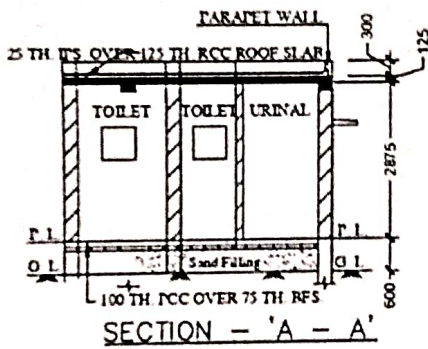 PARAPET WALL
25 TH. IPS OVER 125 TH. RCC ROOF SLAB
300
125
TOILET TOILET URINAL
2875
P.L. P.L.
G.L. Sand Filling G.L.
600
100 TH. PCC OVER 75 TH. BFS.
SECTION - 'A - A'